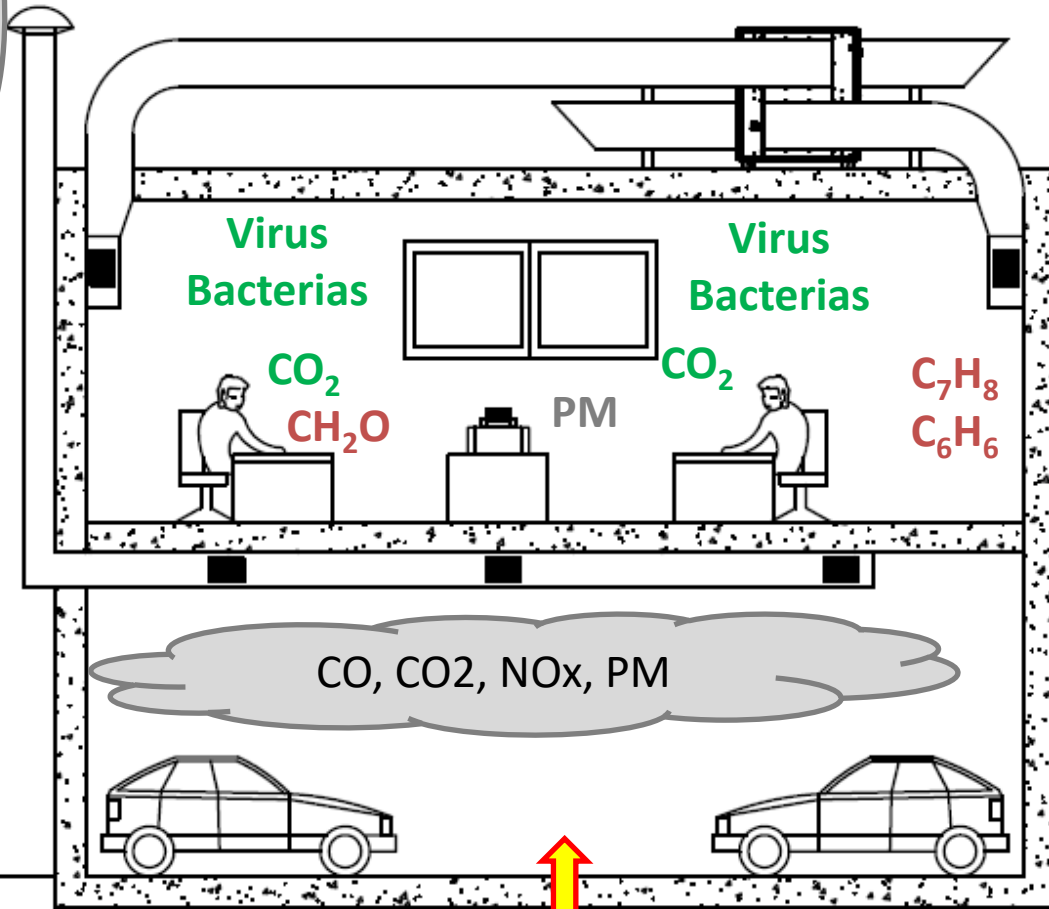 Virus
Bacterias
Virus
Bacterias
CO₂
CH₂O
PM
CO₂
C₇H₈
C₆H₆
CO, CO2, NOx, PM